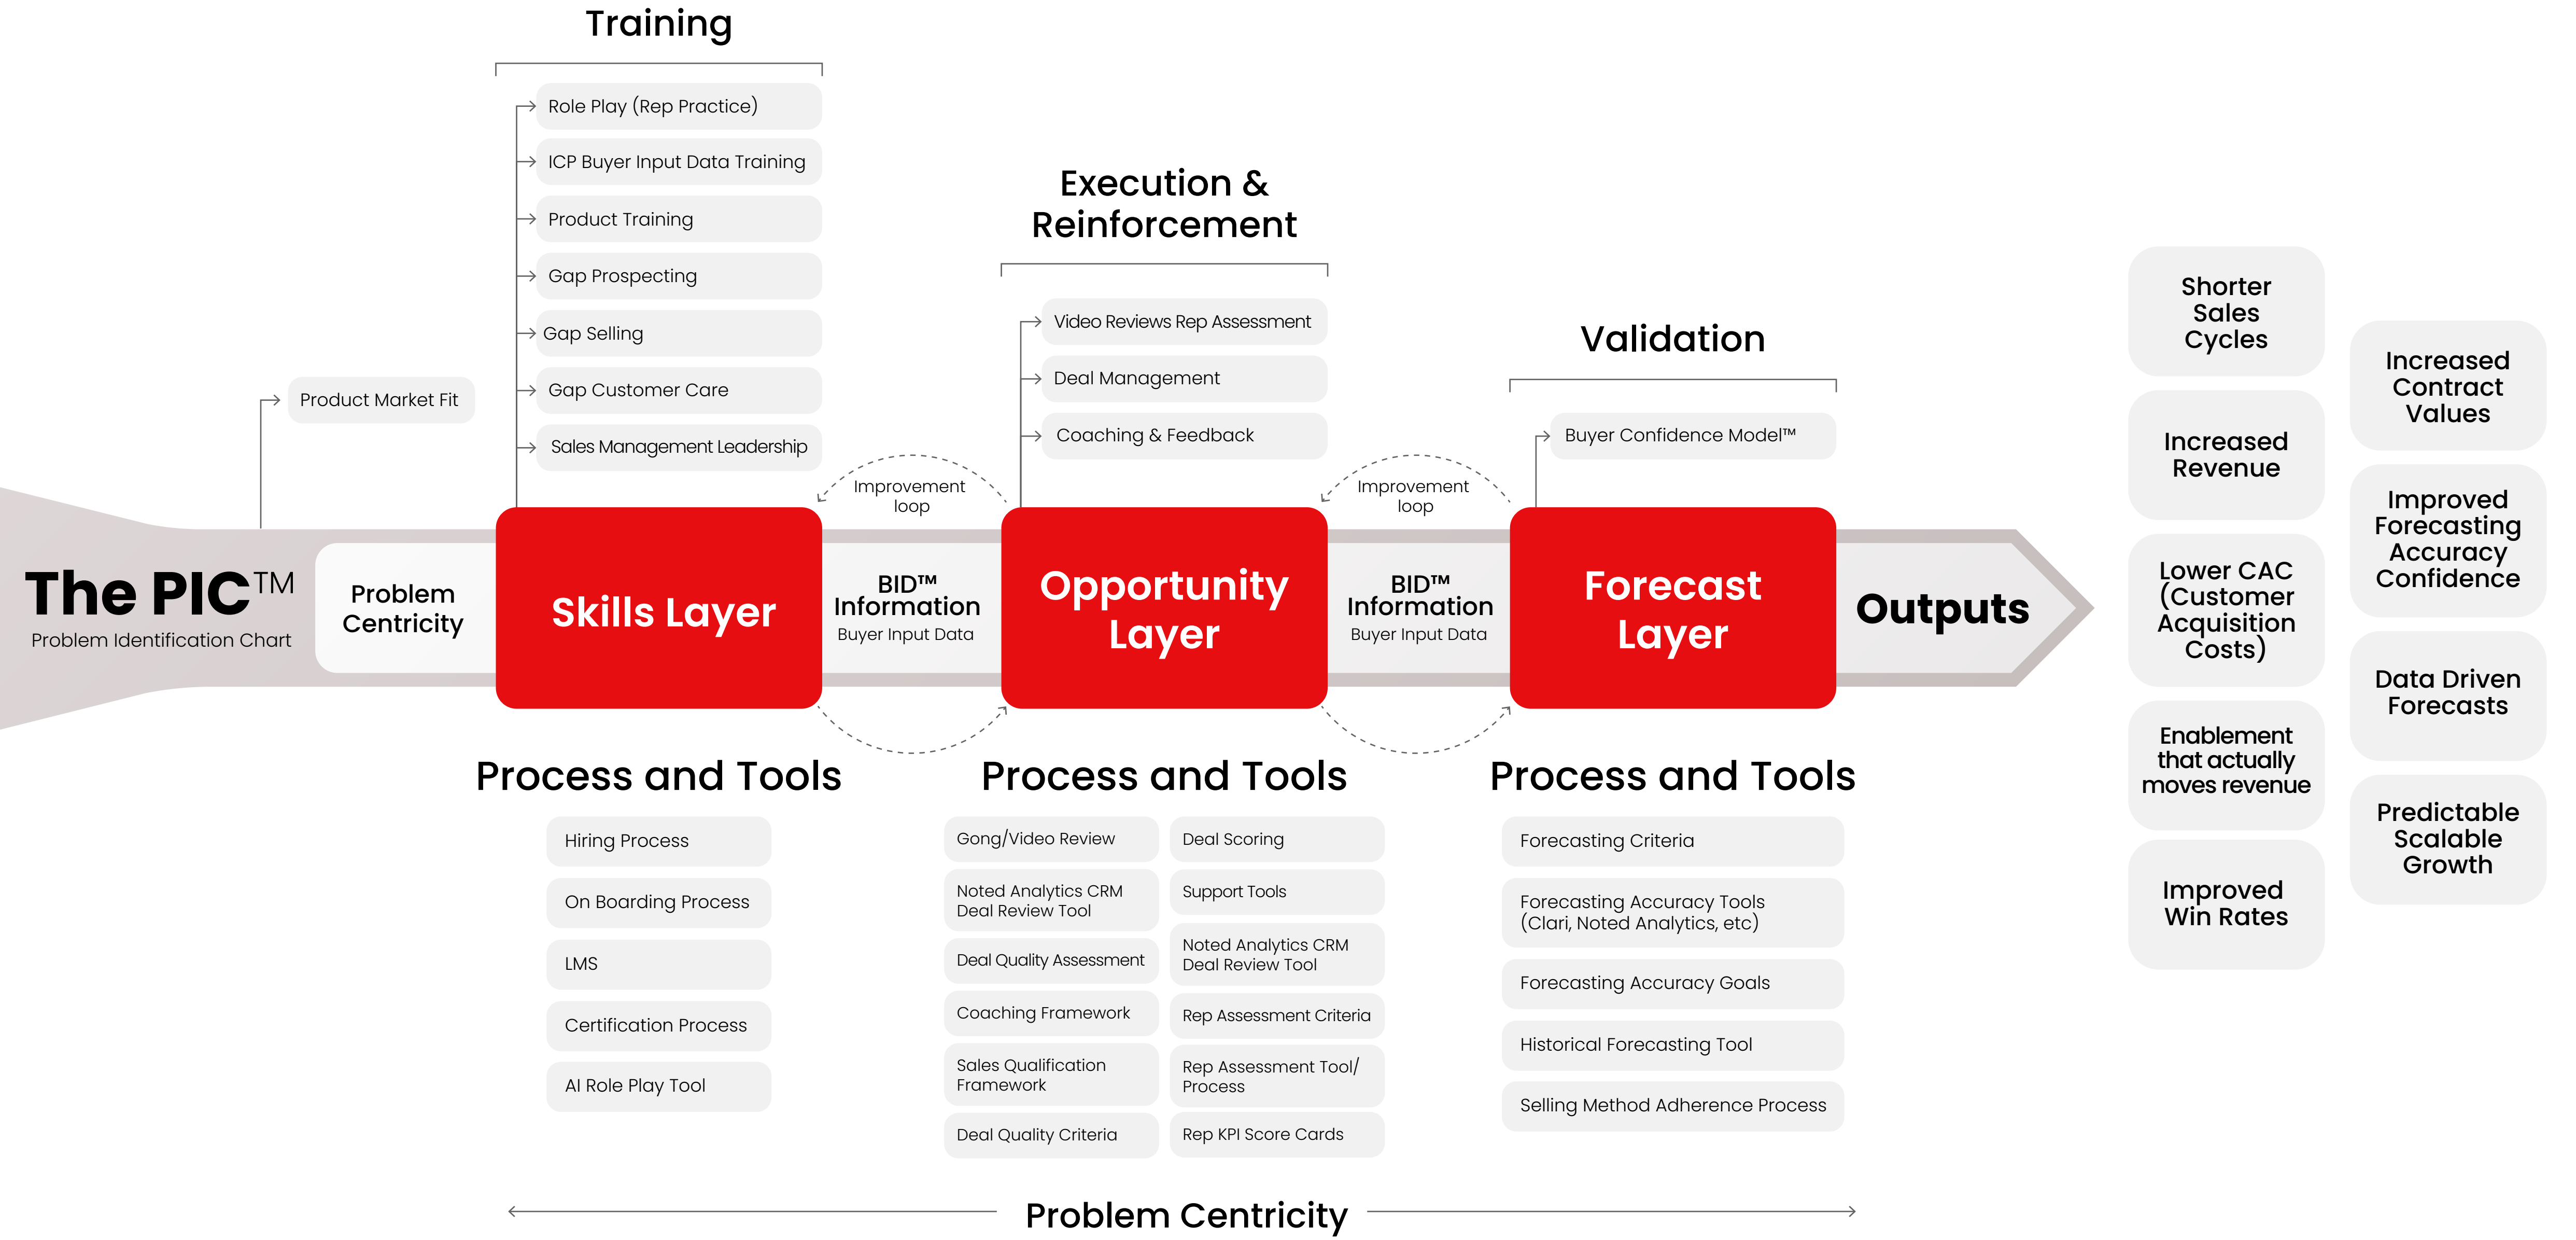 Training
Role Play (Rep Practice)
ICP Buyer Input Data Training
Product Training
Gap Prospecting
Gap Selling
Gap Customer Care
Sales Management Leadership
Execution &
Reinforcement
Video Reviews Rep Assessment
Deal Management
Coaching & Feedback
Validation
Buyer Confidence Model™
Product Market Fit
Improvement
loop
Improvement
loop
The PIC™
Problem Identification Chart
Problem
Centricity
Skills Layer
BID™
Information
Buyer Input Data
Opportunity
Layer
BID™
Information
Buyer Input Data
Forecast
Layer
Outputs
Process and Tools
Hiring Process
On Boarding Process
LMS
Certification Process
AI Role Play Tool
Process and Tools
Gong/Video Review
Noted Analytics CRM
Deal Review Tool
Deal Quality Assessment
Coaching Framework
Sales Qualification
Framework
Deal Quality Criteria
Deal Scoring
Support Tools
Noted Analytics CRM
Deal Review Tool
Rep Assessment Criteria
Rep Assessment Tool/
Process
Rep KPI Score Cards
Process and Tools
Forecasting Criteria
Forecasting Accuracy Tools
(Clari, Noted Analytics, etc)
Forecasting Accuracy Goals
Historical Forecasting Tool
Selling Method Adherence Process
Problem Centricity
Shorter
Sales
Cycles
Increased
Revenue
Lower CAC
(Customer
Acquisition
Costs)
Enablement
that actually
moves revenue
Improved
Win Rates
Increased
Contract
Values
Improved
Forecasting
Accuracy
Confidence
Data Driven
Forecasts
Predictable
Scalable
Growth